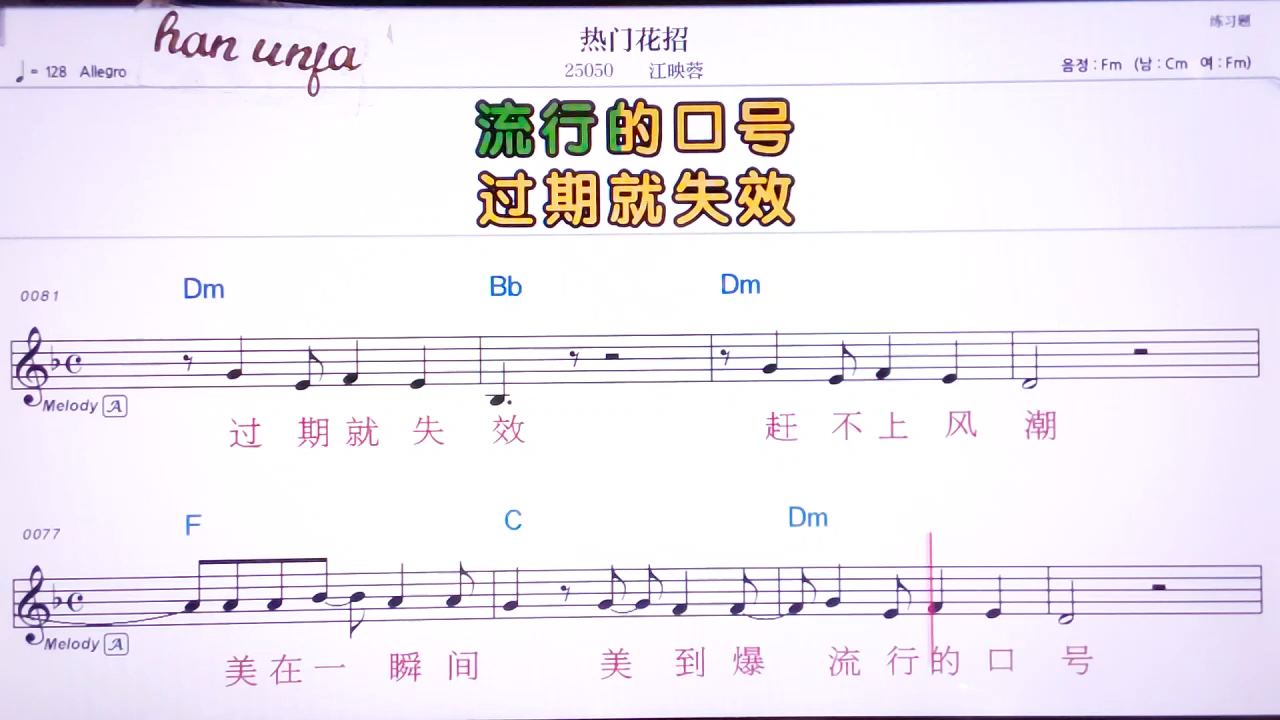 han unja
热门花招
练习题
♩= 128 Allegro
25050 江映蓉
음정 : Fm (남 : Cm 여 : Fm)
流行的口号
过期就失效
0081
Dm Bb Dm
Melody A
过 期 就 失 效 赶 不 上 风 潮
0077
F C Dm
Melody A
美 在 一 瞬 间 美 到 爆 流 行 的 口 号